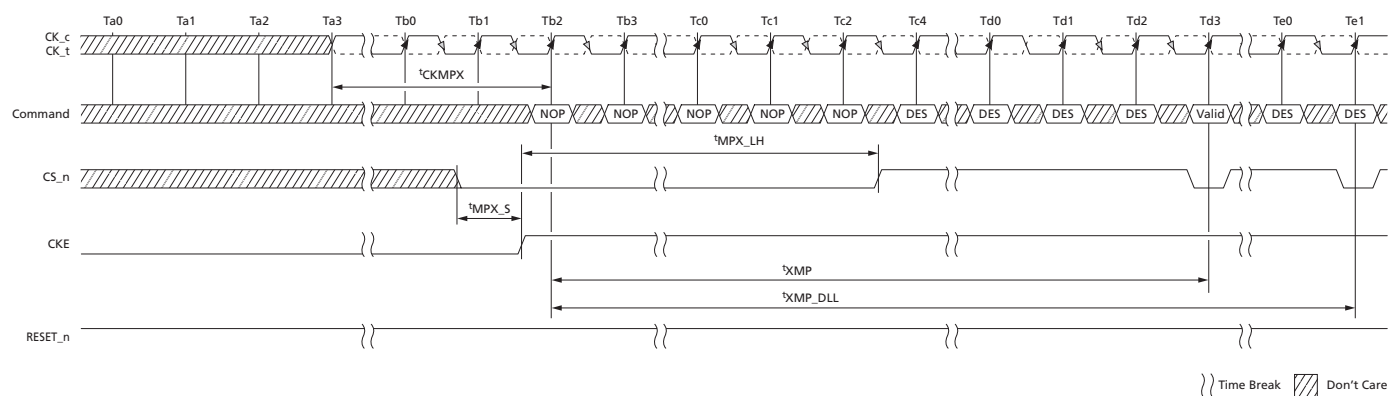 Ta0 Ta1 Ta2 Ta3 Tb0 Tb1 Tb2 Tb3 Tc0 Tc1 Tc2 Tc4 Td0 Td1 Td2 Td3 Te0 Te1
CK_c
CK_t
tCKMPX
Command NOP NOP NOP NOP NOP DES DES DES DES Valid DES DES
tMPX_LH
CS_n
tMPX_S
CKE
tXMP
tXMP_DLL
RESET_n
Time Break Don't Care